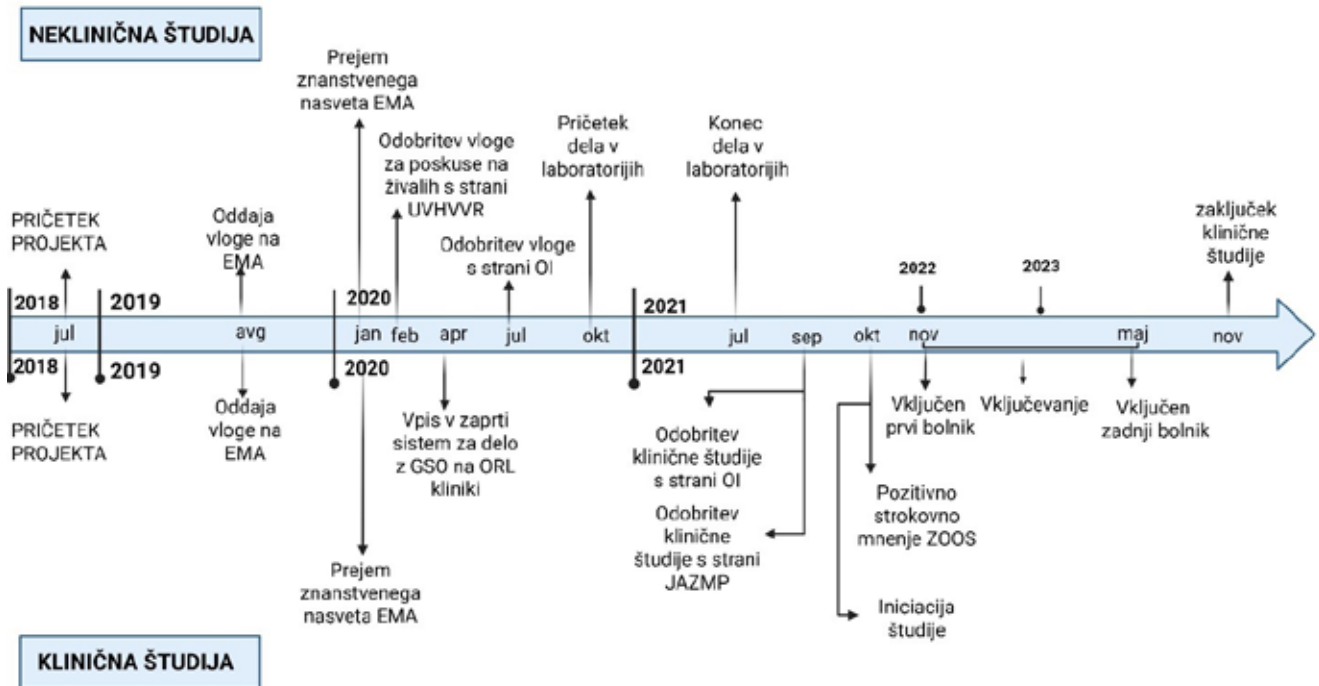 NEKLINIČNA ŠTUDIJA
Prejem
znanstvenega
nasveta EMA
Odobritev vloge
za poskuse na
živalih s strani
UVHVVR
Pričetek
dela v
laboratorijih
Konec
dela v
laboratorijih
PRIČETEK
PROJEKTA
Oddaja
vloge na
EMA
Odobritev vloge
s strani OI
zaključek
klinične
študije
2018
2019
2020
2021
2022
2023
jul
avg
jan
feb
apr
jul
okt
jul
sep
okt
nov
maj
nov
2018
2019
2020
2021
PRIČETEK
PROJEKTA
Oddaja
vloge na
EMA
Vpis v zaprti
sistem za delo
z GSO na ORL
kliniki
Prejem
znanstvenega
nasveta EMA
Odobritev
klinične študije
s strani OI
Odobritev
klinične
študije s strani
JAZMP
Vključen
prvi bolnik
Vključevanje
Vključen
zadnji bolnik
Pozitivno
strokovno
mnenje ZOOS
Iniciacija
študije
KLINIČNA ŠTUDIJA